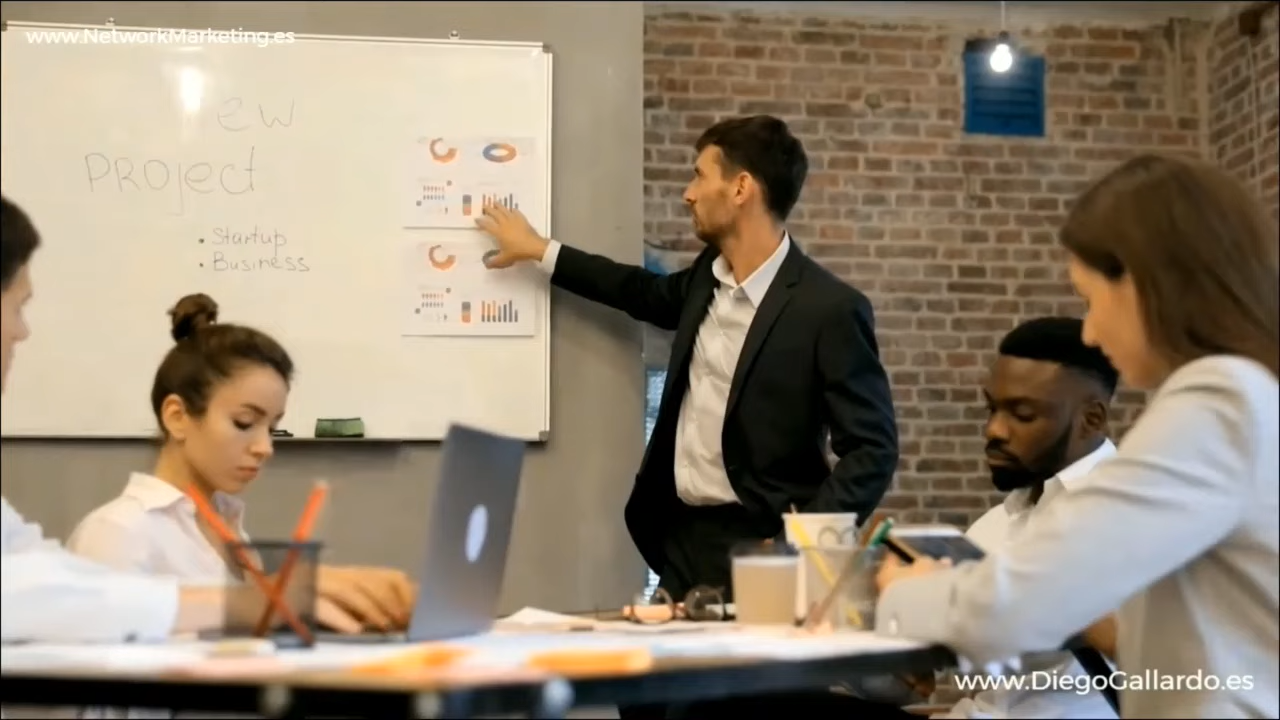 www.NetworkMarketing.es
ew
PROject
• Startup
• Business
www.DiegoGallardo.es